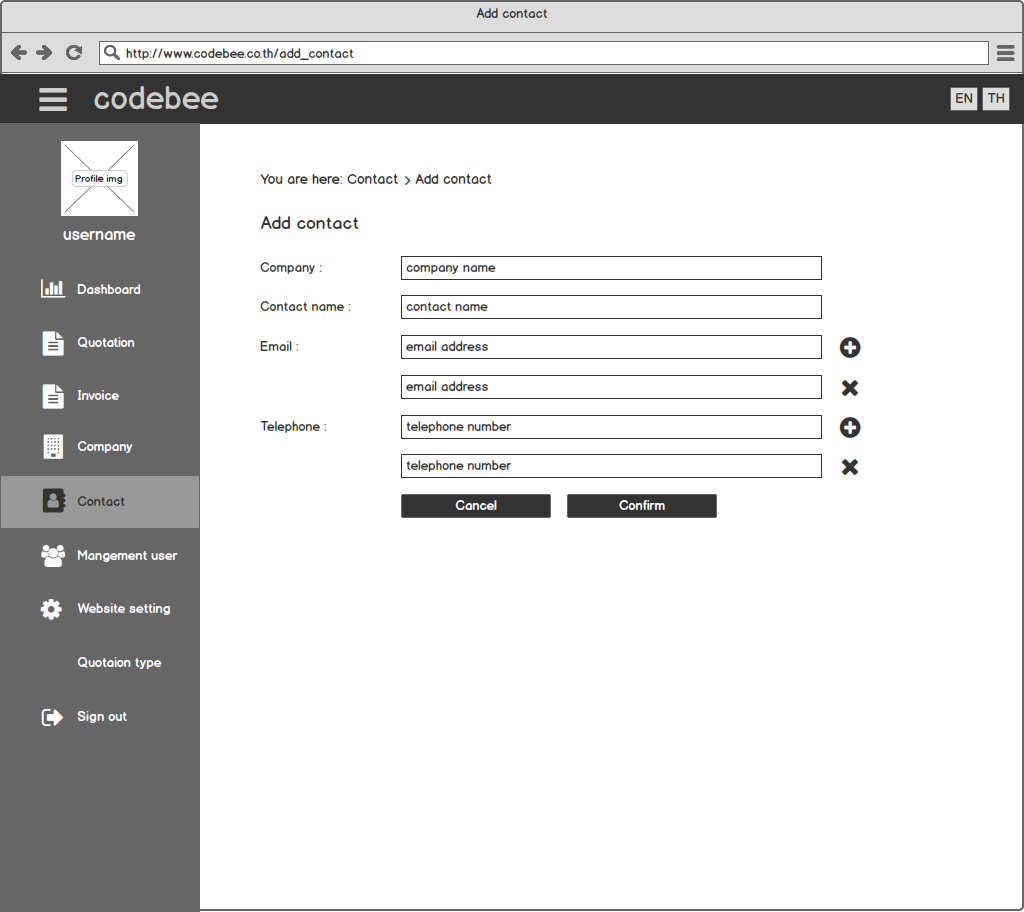 Add contact
http://www.codebee.co.th/add_contact
codebee
EN TH
Profile img
username
Dashboard
Quotation
Invoice
Company
Contact
Mangement user
Website setting
Quotaion type
Sign out
You are here: Contact > Add contact
Add contact
Company : company name
Contact name : contact name
Email : email address
email address
Telephone : telephone number
telephone number
Cancel Confirm